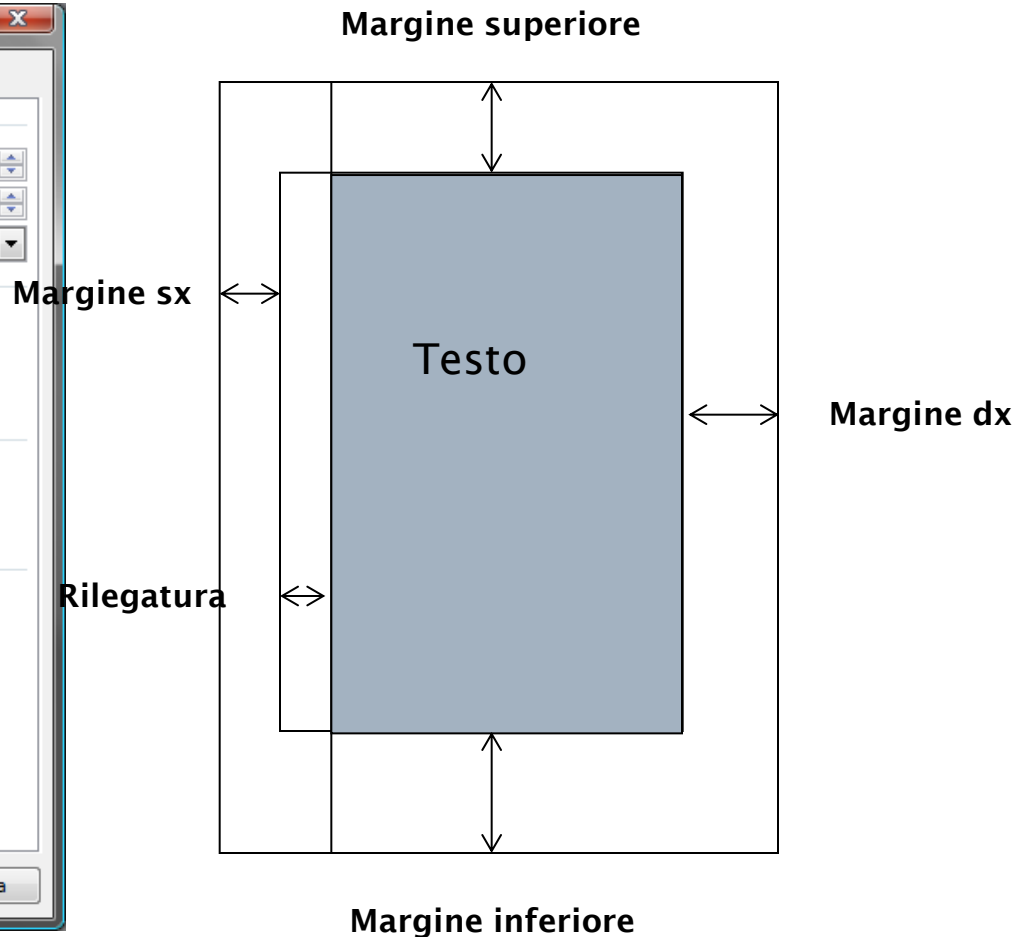 Margine superiore
Margine sx
Testo
Margine dx
Rilegatura
Margine inferiore
a